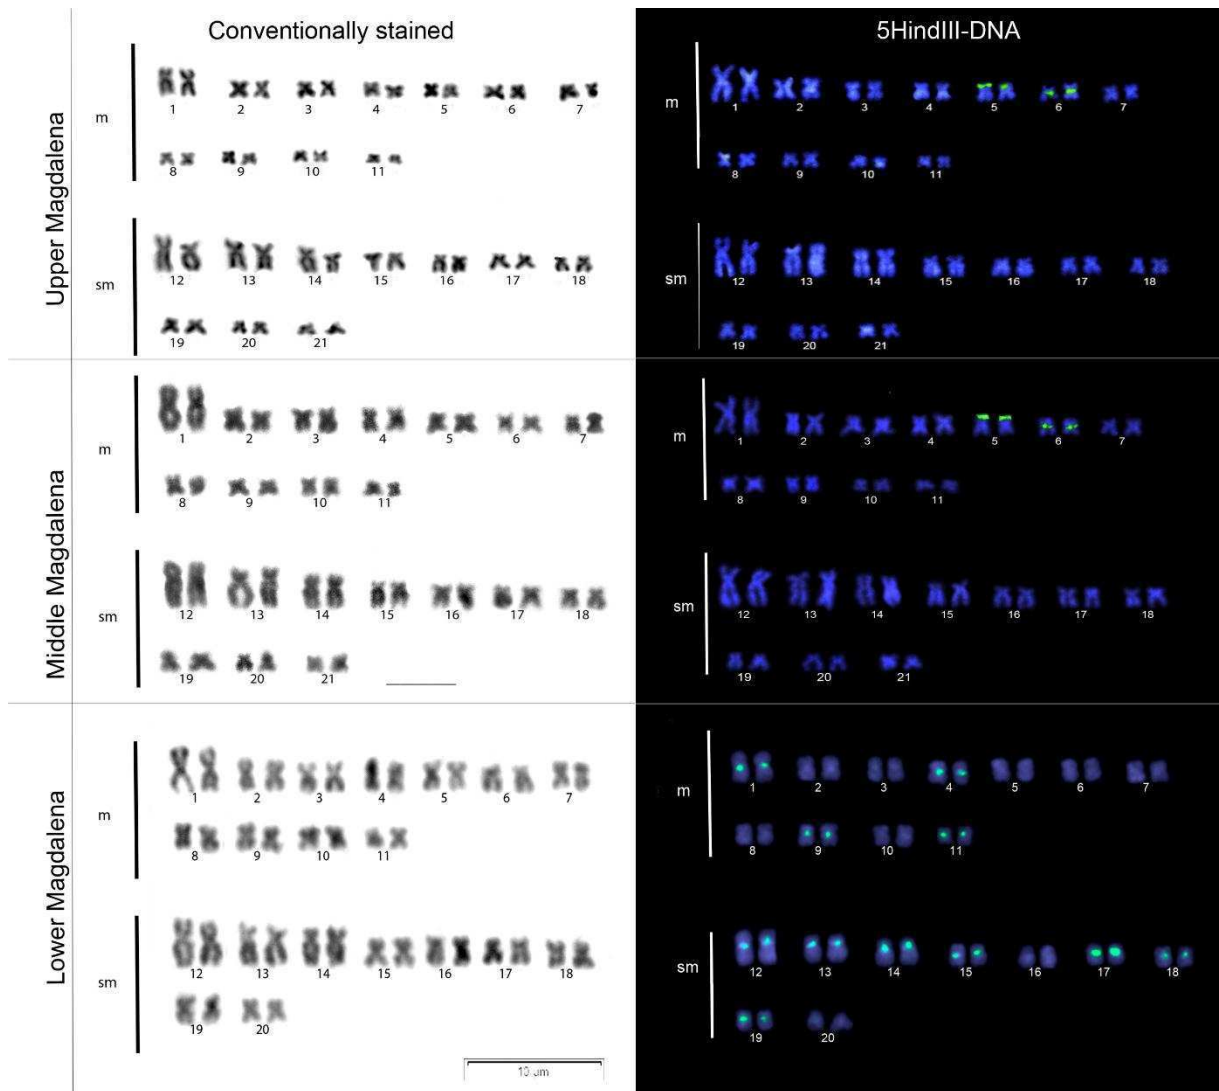 Conventionally stained
5HindIII-DNA
Upper Magdalena
m
1 2 3 4 5 6 7
8 9 10 11
sm
12 13 14 15 16 17 18
19 20 21
m
1 2 3 4 5 6 7
8 9 10 11
sm
12 13 14 15 16 17 18
19 20 21
Middle Magdalena
m
1 2 3 4 5 6 7
8 9 10 11
sm
12 13 14 15 16 17 18
19 20 21
m
1 2 3 4 5 6 7
8 9 10 11
sm
12 13 14 15 16 17 18
19 20 21
Lower Magdalena
m
1 2 3 4 5 6 7
8 9 10 11
sm
12 13 14 15 16 17 18
19 20
10 um
m
1 2 3 4 5 6 7
8 9 10 11
sm
12 13 14 15 16 17 18
19 20